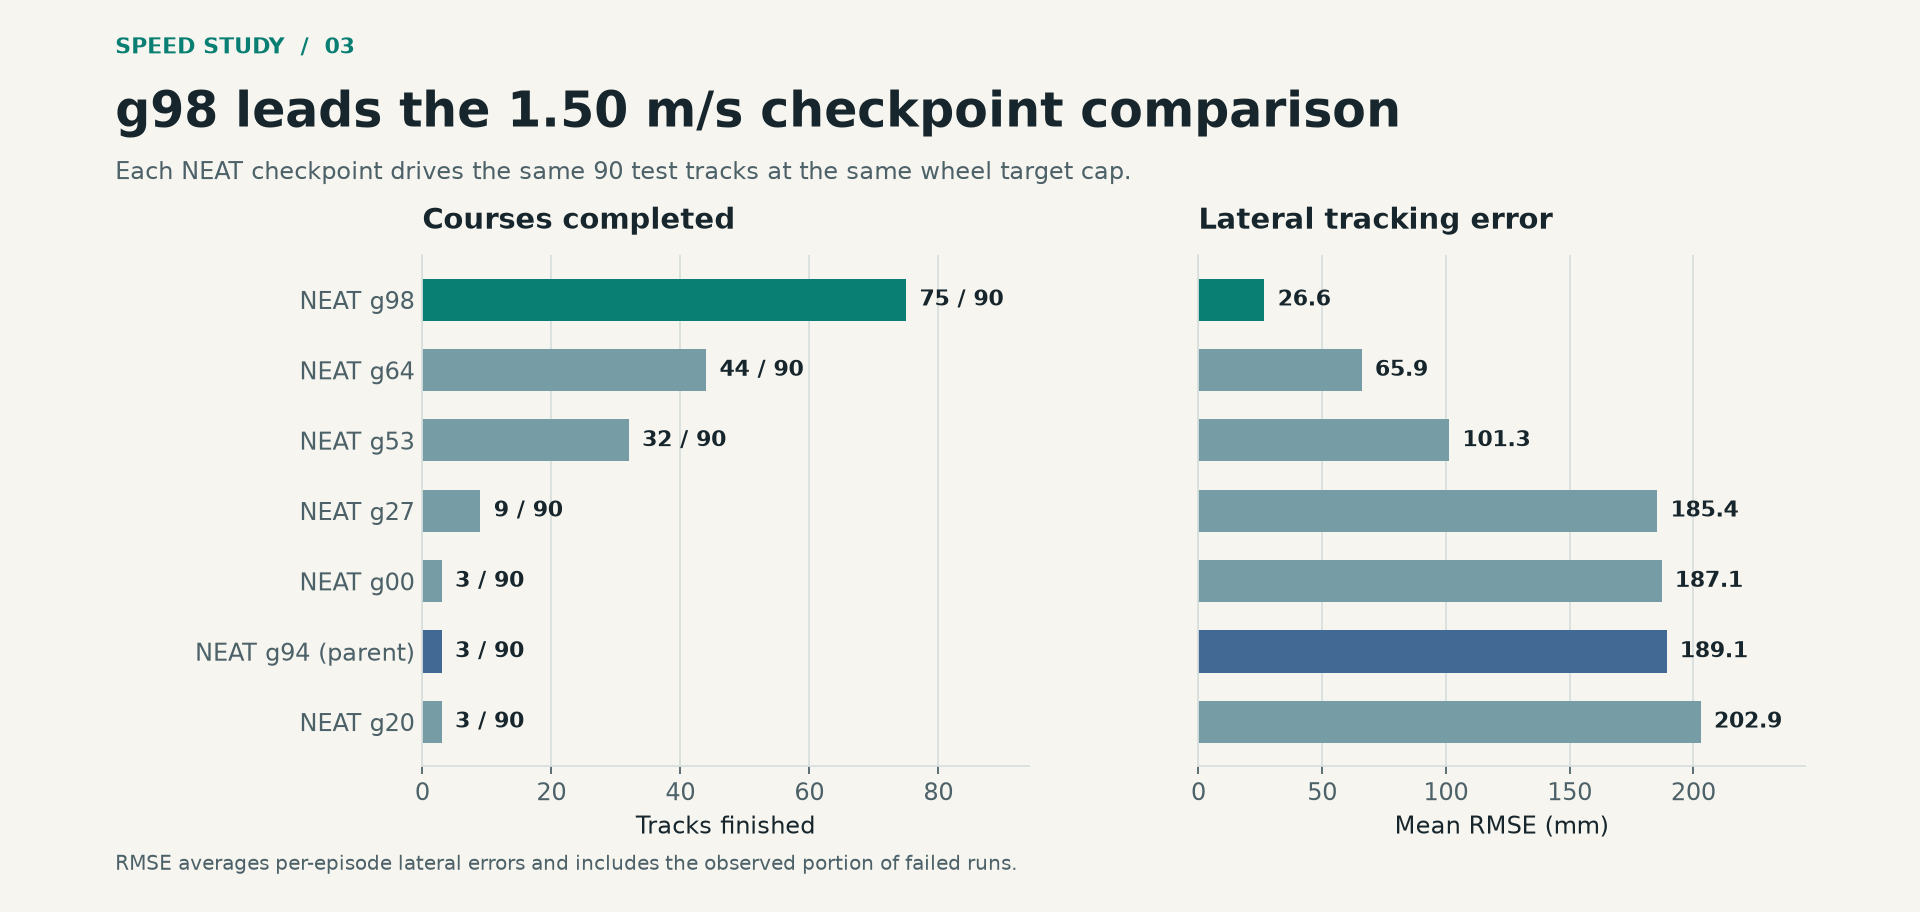 SPEED STUDY / 03
g98 leads the 1.50 m/s checkpoint comparison
Each NEAT checkpoint drives the same 90 test tracks at the same wheel target cap.
Courses completed
NEAT g98 75 / 90
NEAT g64 44 / 90
NEAT g53 32 / 90
NEAT g27 9 / 90
NEAT g00 3 / 90
NEAT g94 (parent) 3 / 90
NEAT g20 3 / 90
0 20 40 60 80
Tracks finished
Lateral tracking error
26.6
65.9
101.3
185.4
187.1
189.1
202.9
0 50 100 150 200
Mean RMSE (mm)
RMSE averages per-episode lateral errors and includes the observed portion of failed runs.